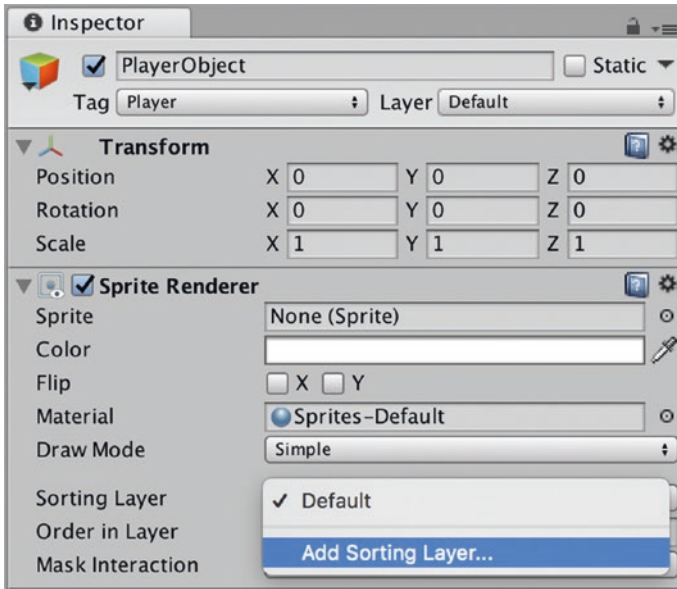 Inspector
PlayerObject Static
Tag Player Layer Default
Transform
Position X 0 Y 0 Z 0
Rotation X 0 Y 0 Z 0
Scale X 1 Y 1 Z 1
Sprite Renderer
Sprite None (Sprite)
Color
Flip X Y
Material Sprites-Default
Draw Mode Simple
Sorting Layer ✓ Default
Order in Layer
Add Sorting Layer...
Mask Interaction